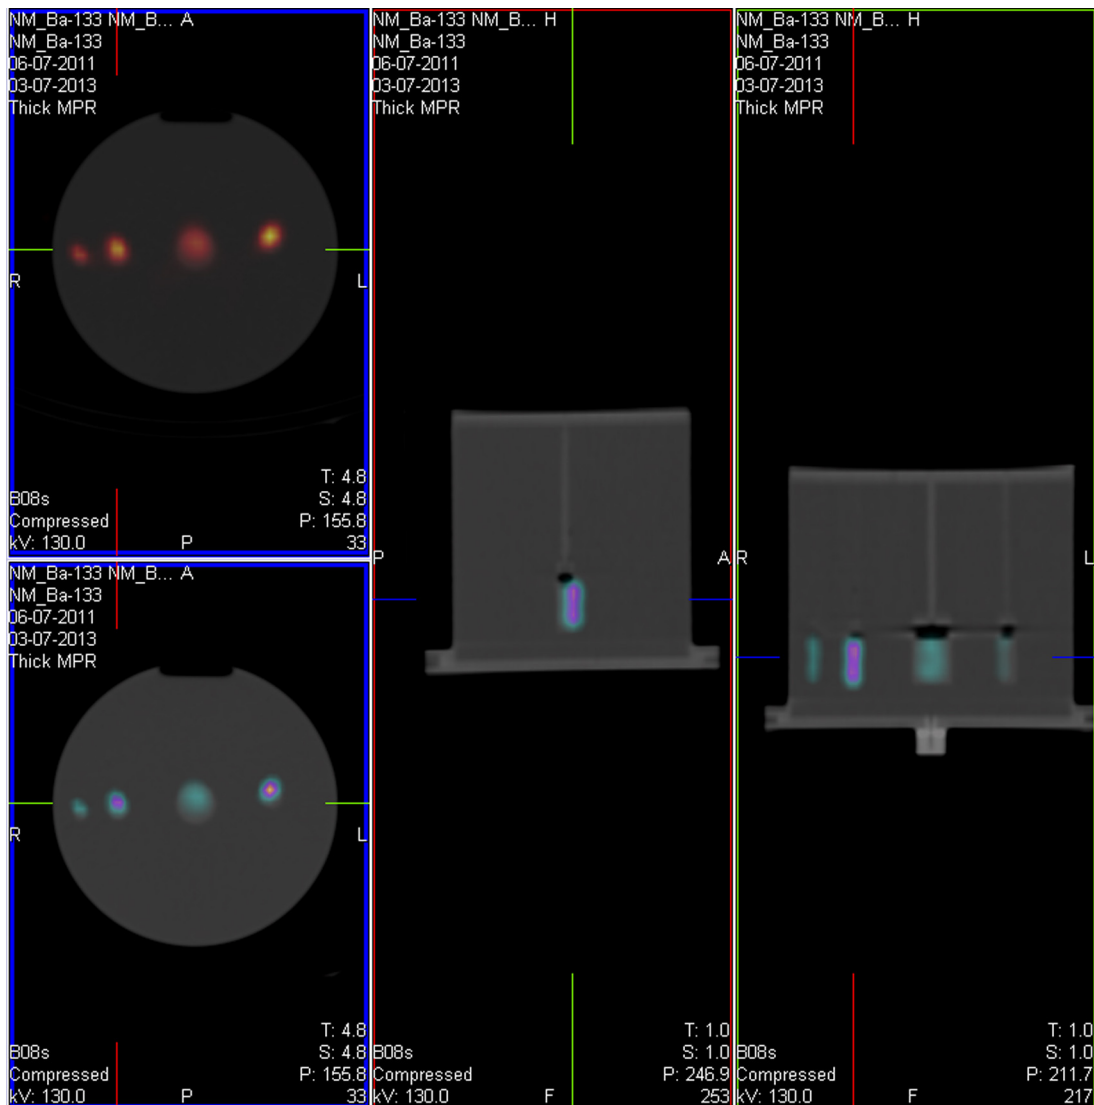 NM_Ba-133 NM_B... A
NM_Ba-133
06-07-2011
03-07-2013
Thick MPR
R
L
T: 4.8
B08s
S: 4.8
Compressed
P: 155.8
kV: 130.0
P
33
NM_Ba-133 NM_B... A
NM_Ba-133
06-07-2011
03-07-2013
Thick MPR
R
L
T: 4.8
B08s
S: 4.8
Compressed
P: 155.8
kV: 130.0
P
33
NM_Ba-133 NM_B... H
NM_Ba-133
06-07-2011
03-07-2013
Thick MPR
P
A
T: 1.0
B08s
S: 1.0
Compressed
P: 246.9
kV: 130.0
F
253
NM_Ba-133 NM_B... H
NM_Ba-133
06-07-2011
03-07-2013
Thick MPR
R
L
T: 1.0
B08s
S: 1.0
Compressed
P: 211.7
kV: 130.0
F
217